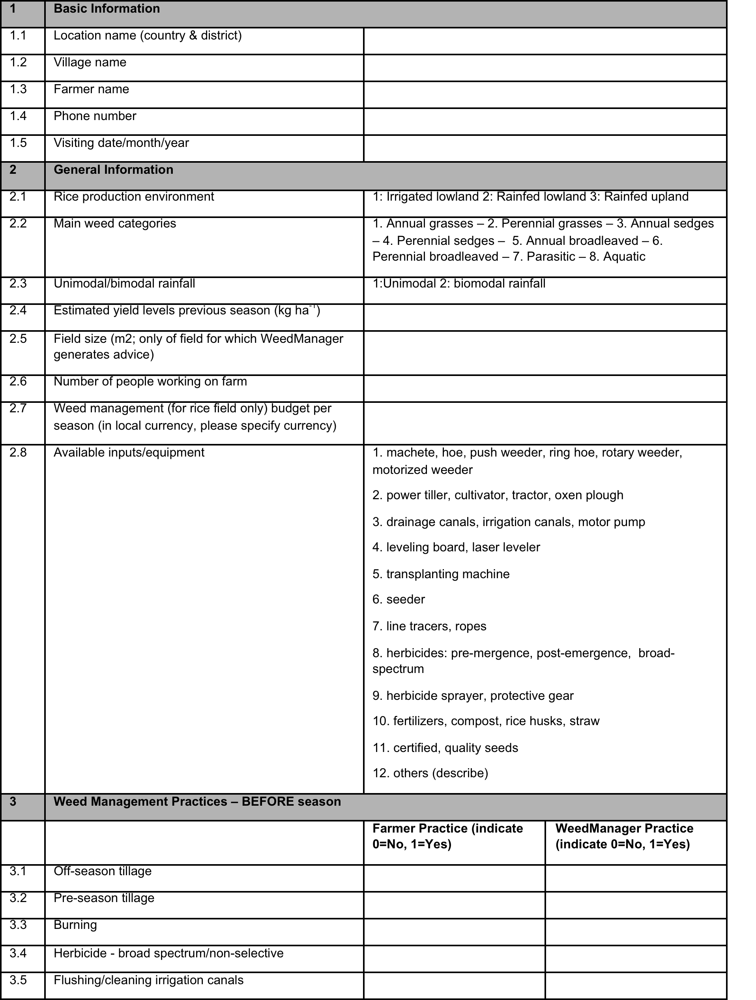 1 Basic Information
1.1 Location name (country & district)
1.2 Village name
1.3 Farmer name
1.4 Phone number
1.5 Visiting date/month/year
2 General Information
2.1 Rice production environment 1: Irrigated lowland 2: Rainfed lowland 3: Rainfed upland
2.2 Main weed categories 1. Annual grasses – 2. Perennial grasses – 3. Annual sedges
– 4. Perennial sedges –  5. Annual broadleaved – 6.
Perennial broadleaved – 7. Parasitic – 8. Aquatic
2.3 Unimodal/bimodal rainfall 1:Unimodal 2: biomodal rainfall
2.4 Estimated yield levels previous season (kg ha⁻¹)
2.5 Field size (m2; only of field for which WeedManager
generates advice)
2.6 Number of people working on farm
2.7 Weed management (for rice field only) budget per
season (in local currency, please specify currency)
2.8 Available inputs/equipment 1. machete, hoe, push weeder, ring hoe, rotary weeder,
motorized weeder
2. power tiller, cultivator, tractor, oxen plough
3. drainage canals, irrigation canals, motor pump
4. leveling board, laser leveler
5. transplanting machine
6. seeder
7. line tracers, ropes
8. herbicides: pre-mergence, post-emergence,  broad-
spectrum
9. herbicide sprayer, protective gear
10. fertilizers, compost, rice husks, straw
11. certified, quality seeds
12. others (describe)
3 Weed Management Practices – BEFORE season
Farmer Practice (indicate
0=No, 1=Yes)
WeedManager Practice
(indicate 0=No, 1=Yes)
3.1 Off-season tillage
3.2 Pre-season tillage
3.3 Burning
3.4 Herbicide - broad spectrum/non-selective
3.5 Flushing/cleaning irrigation canals